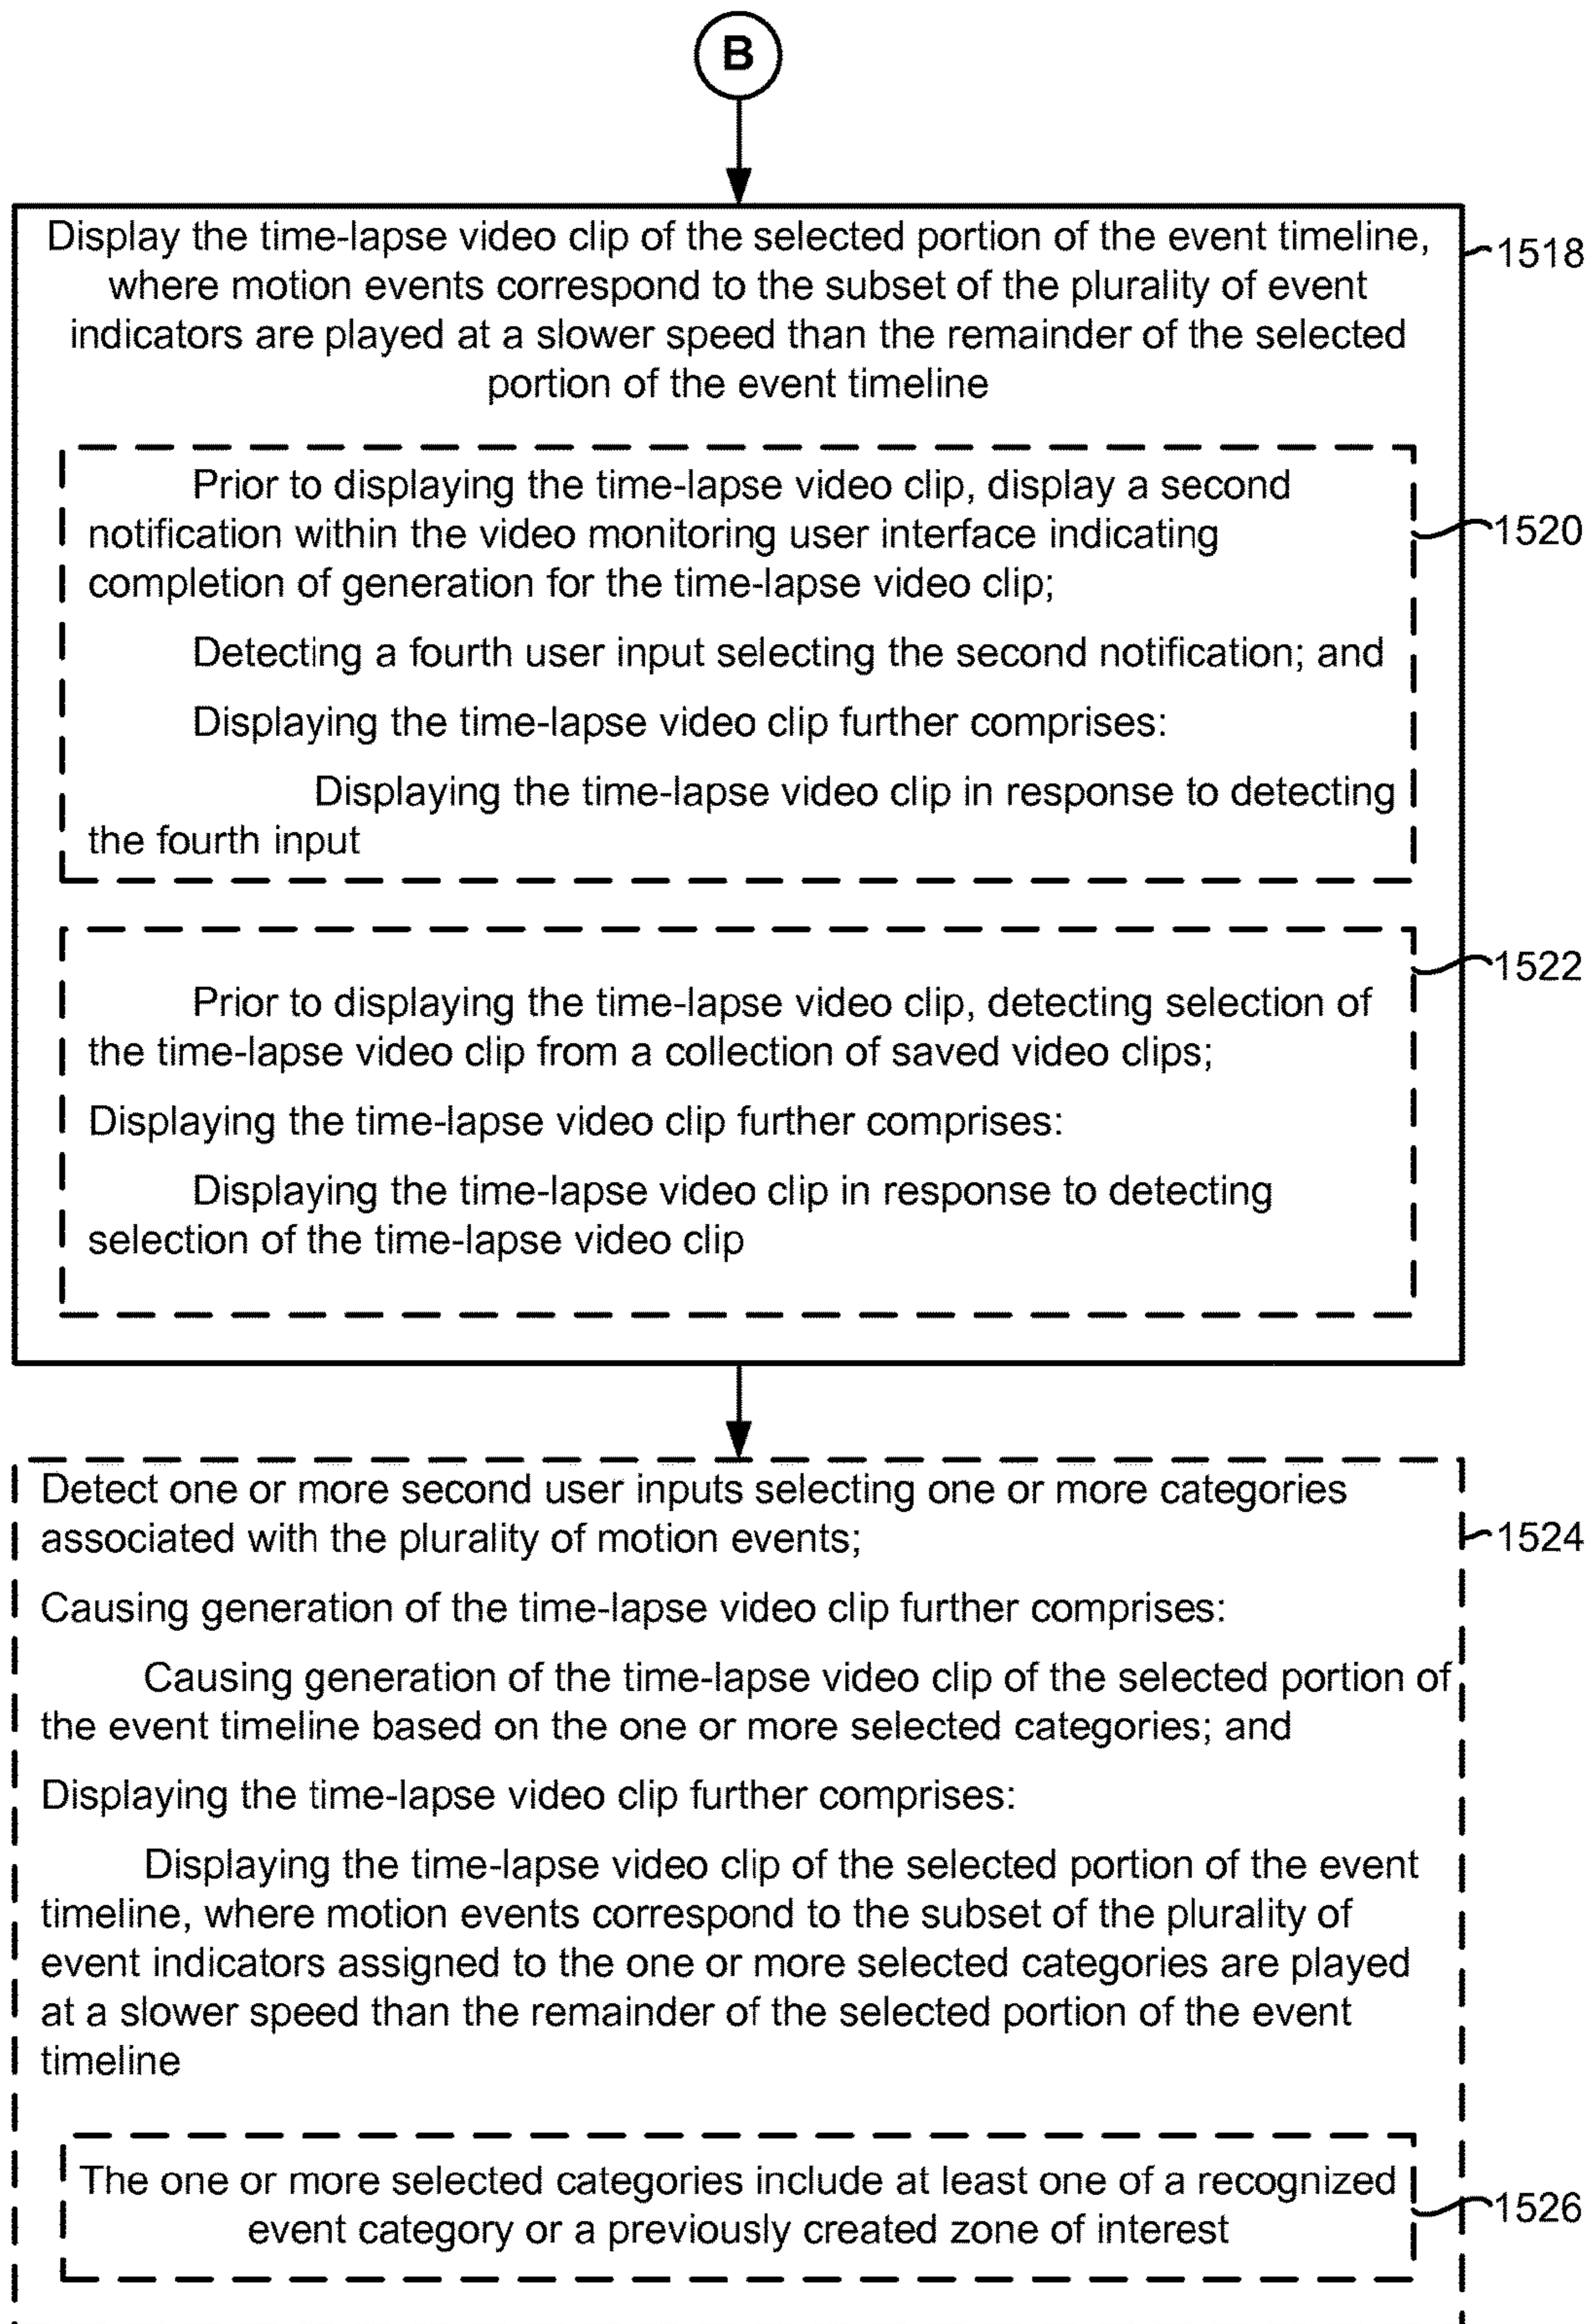 B
Display the time-lapse video clip of the selected portion of the event timeline,
where motion events correspond to the subset of the plurality of event
indicators are played at a slower speed than the remainder of the selected
portion of the event timeline
1518
Prior to displaying the time-lapse video clip, display a second
notification within the video monitoring user interface indicating
completion of generation for the time-lapse video clip;
Detecting a fourth user input selecting the second notification; and
Displaying the time-lapse video clip further comprises:
Displaying the time-lapse video clip in response to detecting
the fourth input
1520
Prior to displaying the time-lapse video clip, detecting selection of
the time-lapse video clip from a collection of saved video clips;
Displaying the time-lapse video clip further comprises:
Displaying the time-lapse video clip in response to detecting
selection of the time-lapse video clip
1522
Detect one or more second user inputs selecting one or more categories
associated with the plurality of motion events;
Causing generation of the time-lapse video clip further comprises:
Causing generation of the time-lapse video clip of the selected portion of
the event timeline based on the one or more selected categories; and
Displaying the time-lapse video clip further comprises:
Displaying the time-lapse video clip of the selected portion of the event
timeline, where motion events correspond to the subset of the plurality of
event indicators assigned to the one or more selected categories are played
at a slower speed than the remainder of the selected portion of the event
timeline
1524
The one or more selected categories include at least one of a recognized
event category or a previously created zone of interest
1526